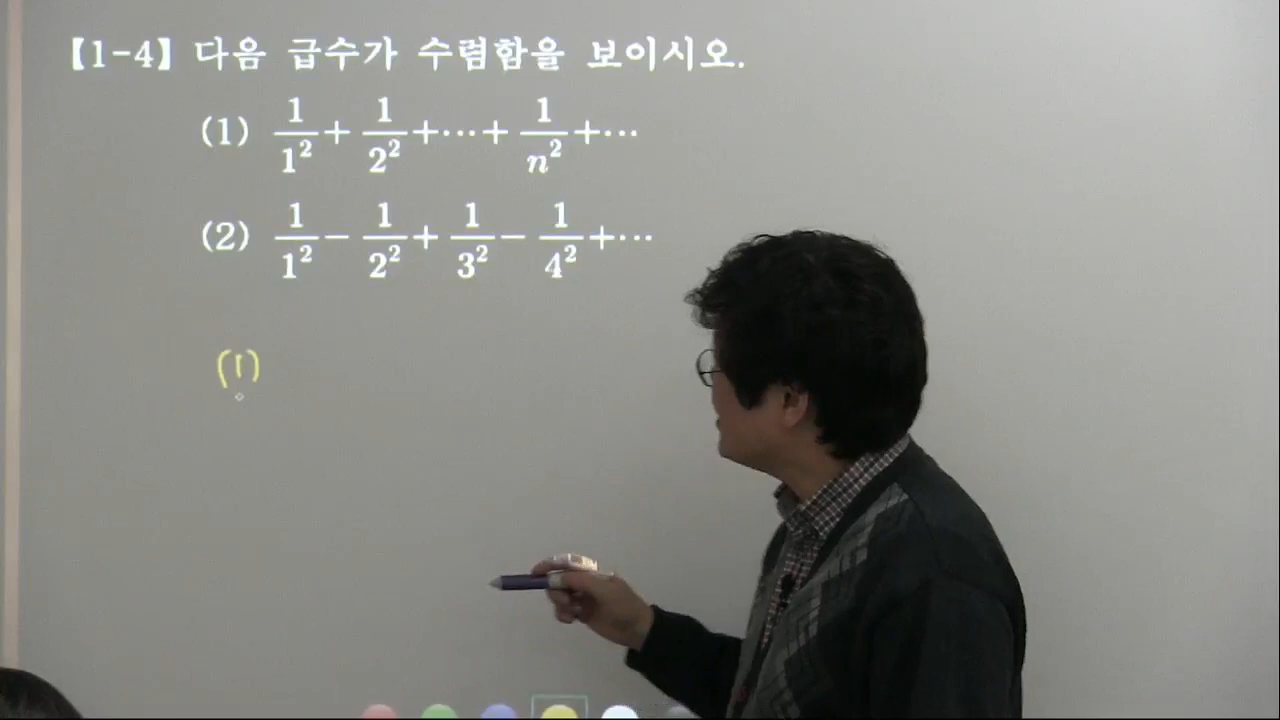 【1-4】 다음 급수가 수렴함을 보이시오.
(1) 1/1² + 1/2² + ⋯ + 1/n² + ⋯
(2) 1/1² − 1/2² + 1/3² − 1/4² + ⋯
(1)